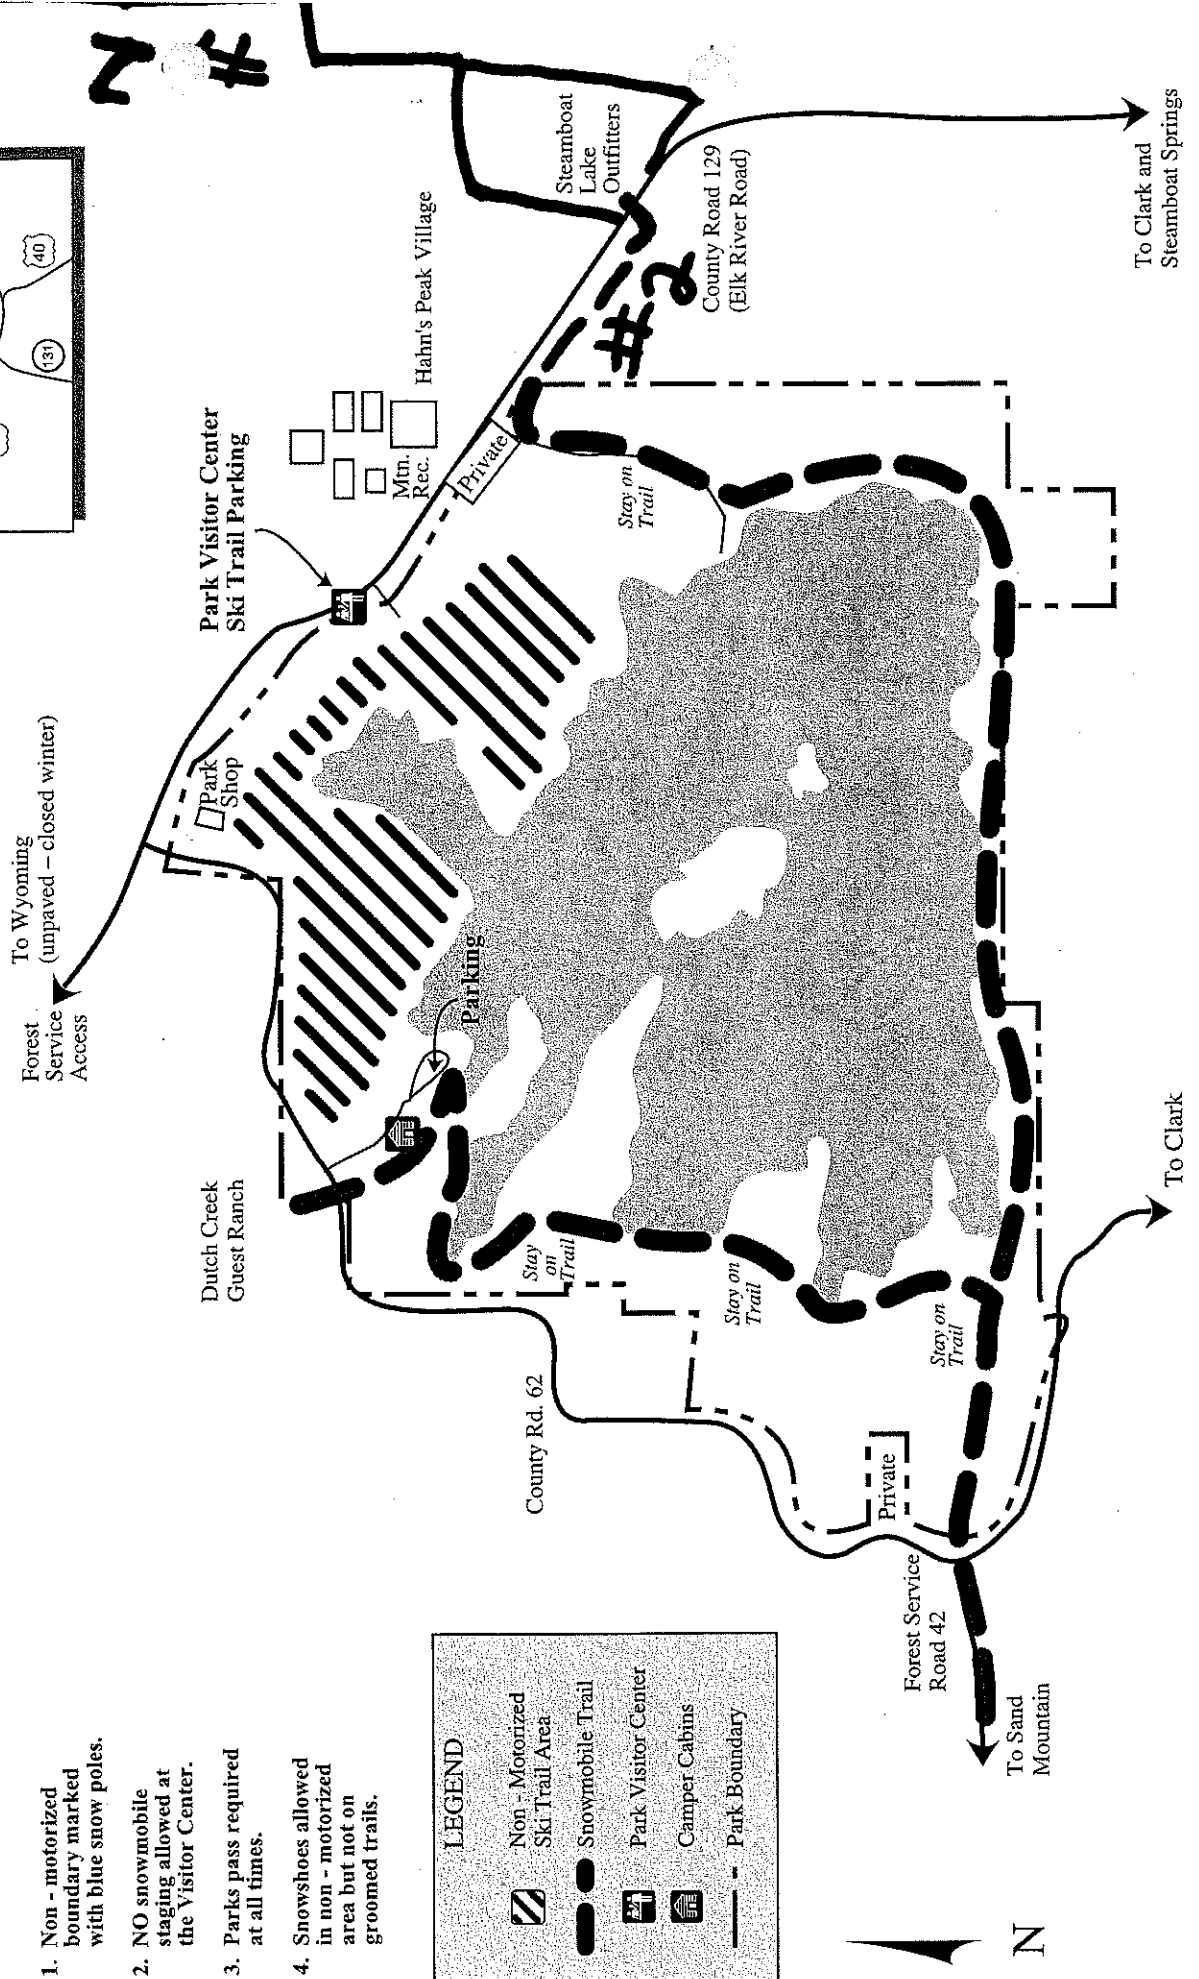 1. Non - motorized
boundary marked
with blue snow poles.
2. NO snowmobile
staging allowed at
the Visitor Center.
3. Parks pass required
at all times.
4. Snowshoes allowed
in non - motorized
area but not on
groomed trails.
LEGEND
Non - Motorized
Ski Trail Area
Snowmobile Trail
Park Visitor Center
Camper Cabins
Park Boundary
N
Forest
Service
Access
To Wyoming
(unpaved – closed winter)
Dutch Creek
Guest Ranch
Park
Shop
Park Visitor Center
Ski Trail Parking
Mtn.
Rec.
Hahn's Peak Village
Private
Parking
Steamboat
Lake
Outfitters
County Road 129
(Elk River Road)
#2
#2
131
40
To Clark and
Steamboat Springs
Stay on
Trail
Stay
on
Trail
Stay on
Trail
Stay on
Trail
County Rd. 62
Private
Forest Service
Road 42
To Sand
Mountain
To Clark